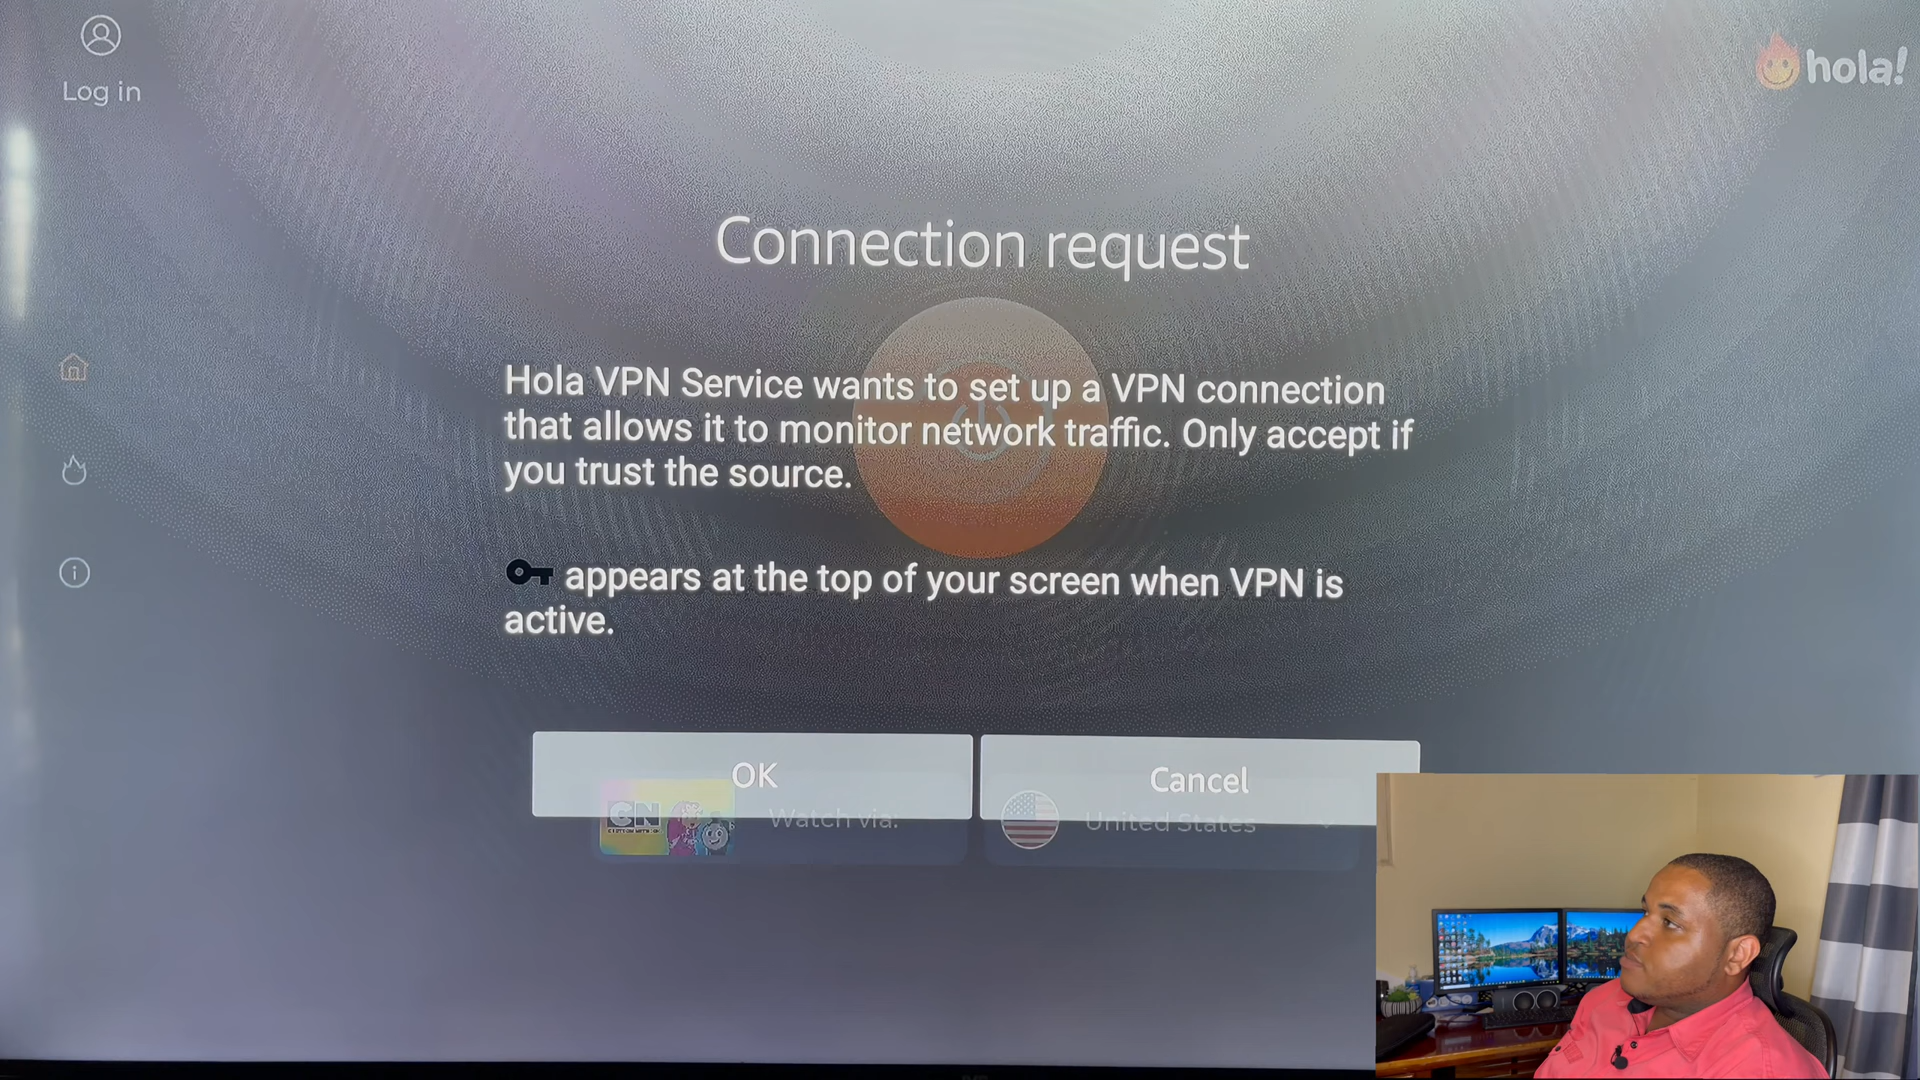 Log in
hola!
Connection request
Hola VPN Service wants to set up a VPN connection
that allows it to monitor network traffic. Only accept if
you trust the source.
appears at the top of your screen when VPN is
active.
OK
Cancel
CN
Watch via:
United States